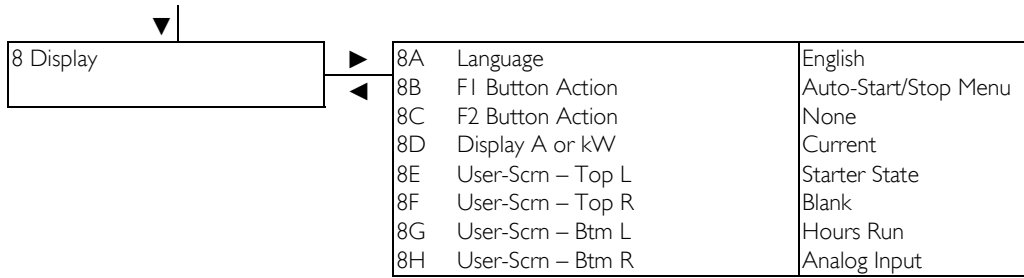 8 Display
8A Language English
8B F1 Button Action Auto-Start/Stop Menu
8C F2 Button Action None
8D Display A or kW Current
8E User-Scrn – Top L Starter State
8F User-Scrn – Top R Blank
8G User-Scrn – Btm L Hours Run
8H User-Scrn – Btm R Analog Input